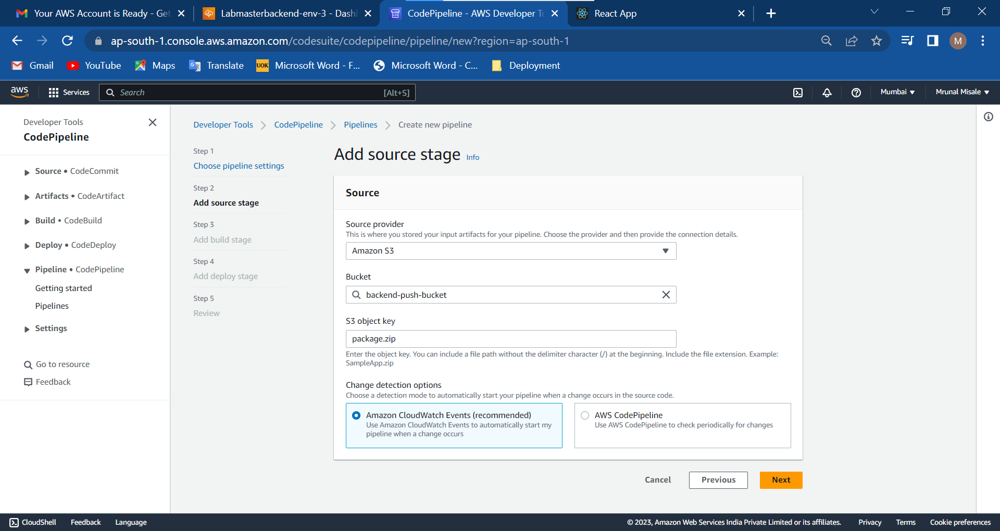 Your AWS Account is Ready - Get
Labmasterbackend-env-3 - Dash
CodePipeline - AWS Developer To
React App
ap-south-1.console.aws.amazon.com/codesuite/codepipeline/pipeline/new?region=ap-south-1
M
Gmail
YouTube
Maps
Translate
UOK
Microsoft Word - F...
Microsoft Word - C...
Deployment
aws
Services
Search
[Alt+S]
Mumbai
Mrunal Misale
Developer Tools
CodePipeline
Source • CodeCommit
Artifacts • CodeArtifact
Build • CodeBuild
Deploy • CodeDeploy
Pipeline • CodePipeline
Getting started
Pipelines
Settings
Go to resource
Feedback
Developer Tools
CodePipeline
Pipelines
Create new pipeline
Step 1
Choose pipeline settings
Step 2
Add source stage
Step 3
Add build stage
Step 4
Add deploy stage
Step 5
Review
Add source stage Info
Source
Source provider
This is where you stored your input artifacts for your pipeline. Choose the provider and then provide the connection details.
Amazon S3
Bucket
backend-push-bucket
S3 object key
package.zip
Enter the object key. You can include a file path without the delimiter character (/) at the beginning. Include the file extension. Example:
SampleApp.zip
Change detection options
Choose a detection mode to automatically start your pipeline when a change occurs in the source code.
Amazon CloudWatch Events (recommended)
Use Amazon CloudWatch Events to automatically start my
pipeline when a change occurs
AWS CodePipeline
Use AWS CodePipeline to check periodically for changes
Cancel
Previous
Next
CloudShell
Feedback
Language
© 2023, Amazon Web Services India Private Limited or its affiliates.
Privacy
Terms
Cookie preferences